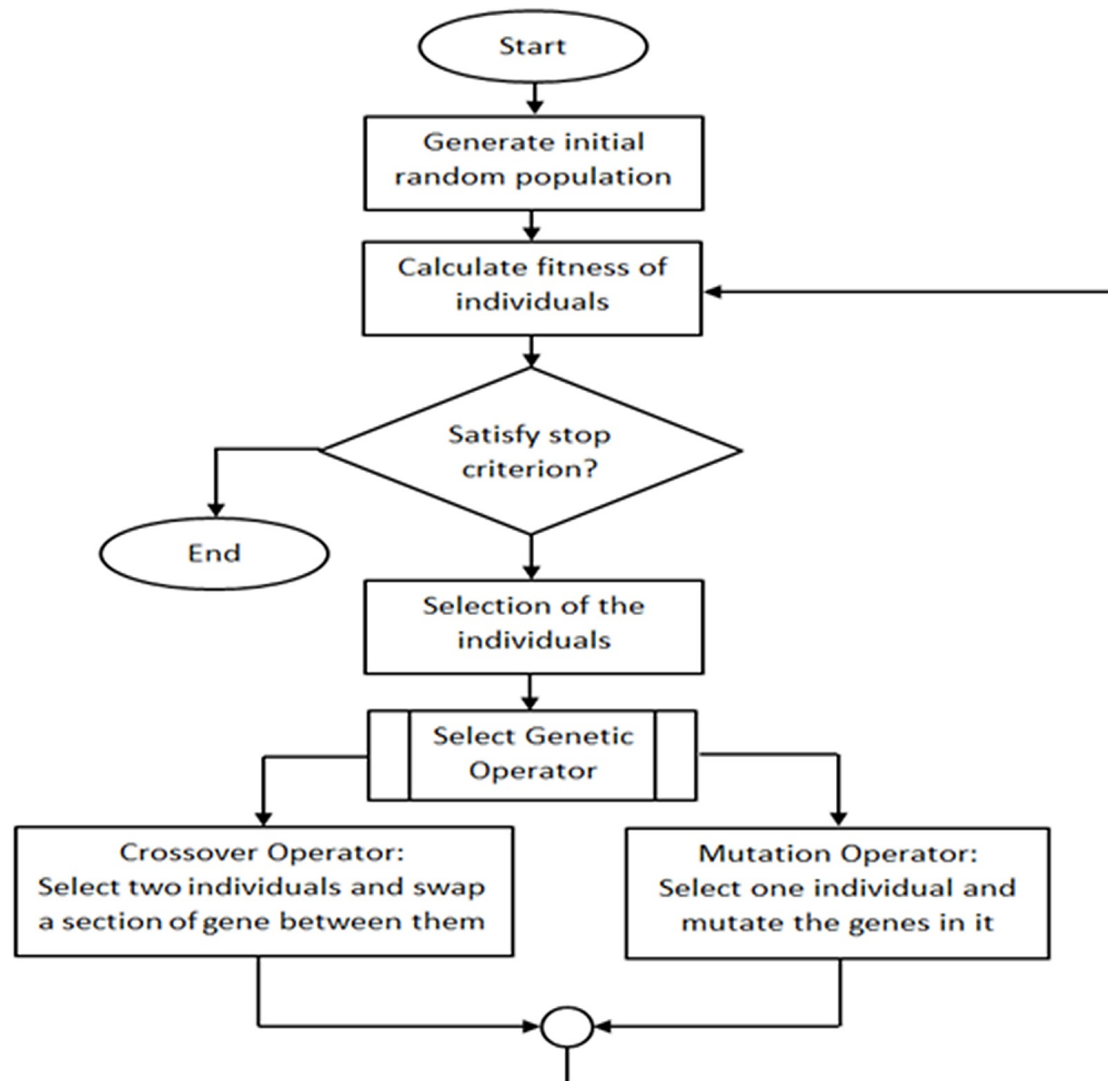 Start
Generate initial
random population
Calculate fitness of
individuals
Satisfy stop
criterion?
End
Selection of the
individuals
Select Genetic
Operator
Crossover Operator:
Select two individuals and swap
a section of gene between them
Mutation Operator:
Select one individual and
mutate the genes in it